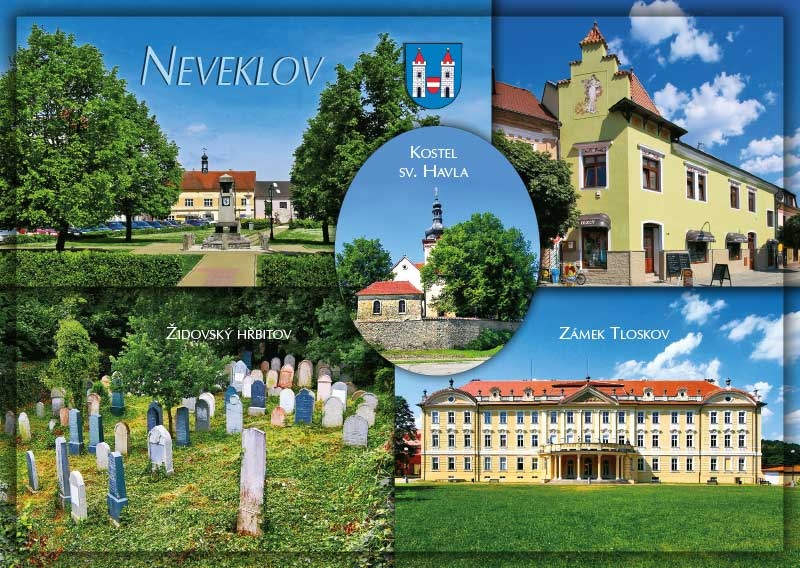 NEVEKLOV
KOSTEL
SV. HAVLA
ŽIDOVSKÝ HŘBITOV
ZÁMEK TLOSKOV